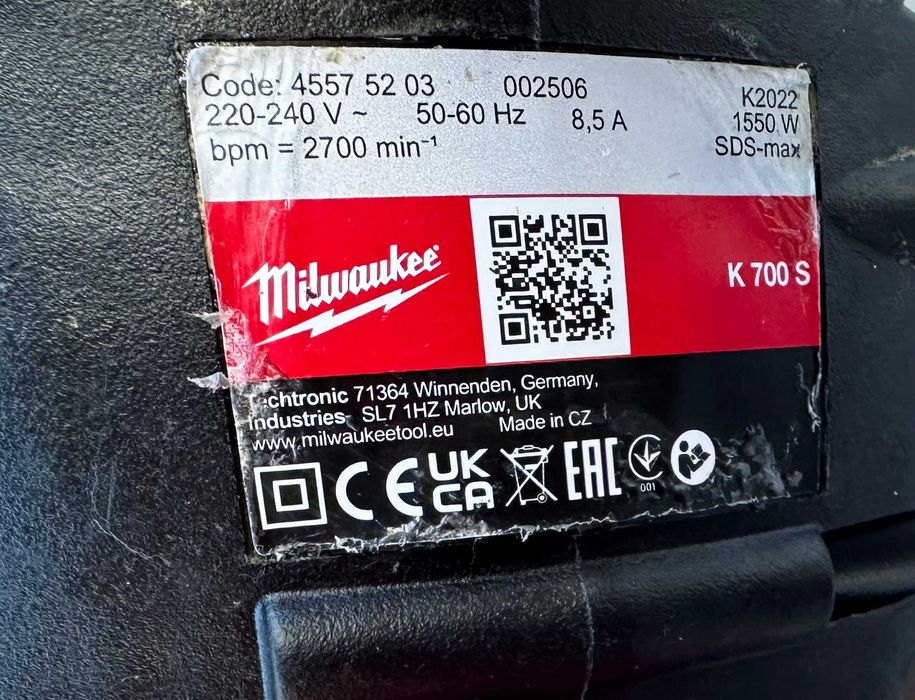 Code: 4557 52 03 002506 K2022
220-240 V ~ 50-60 Hz 8,5 A 1550 W
bpm = 2700 min⁻¹ SDS-max
Milwaukee
K 700 S
71364 Winnenden, Germany,
Industries SL7 1HZ Marlow, UK
www.milwaukeetool.eu Made in CZ
CE UK CA EAC 001